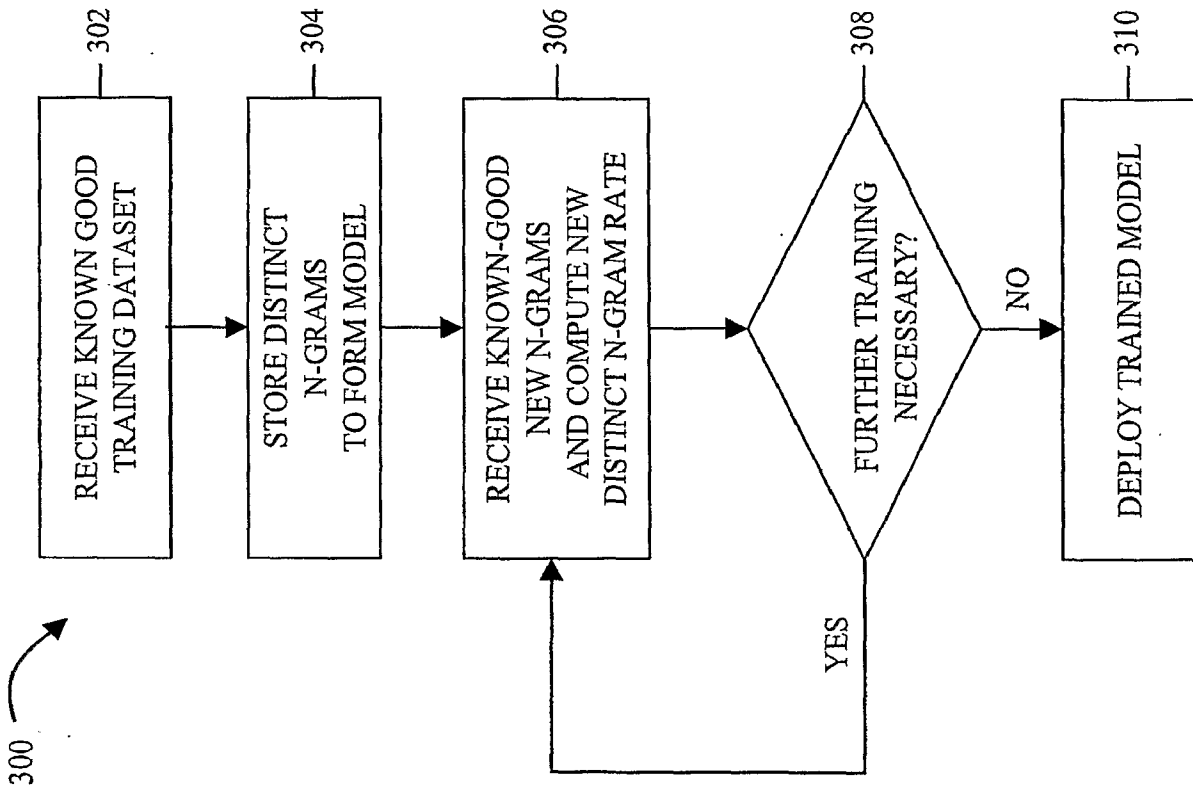 300
RECEIVE KNOWN GOOD
TRAINING DATASET
302
STORE DISTINCT
N-GRAMS
TO FORM MODEL
304
RECEIVE KNOWN-GOOD
NEW N-GRAMS
AND COMPUTE NEW
DISTINCT N-GRAM RATE
306
FURTHER TRAINING
NECESSARY?
308
YES
NO
DEPLOY TRAINED MODEL
310